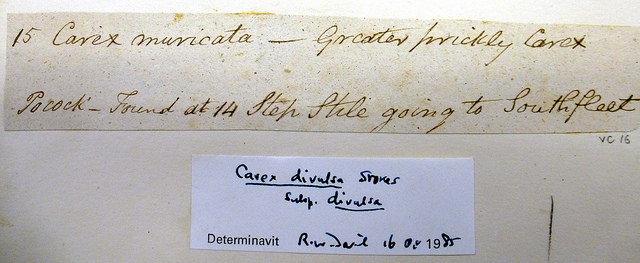 15 Carex muricata — Greater prickly Carex
Pocock - Found at 14 Step Stile going to Southfleet
VC 16
Carex divulsa Stokes
Subsp. divulsa
Determinavit R.W. David 16 1985